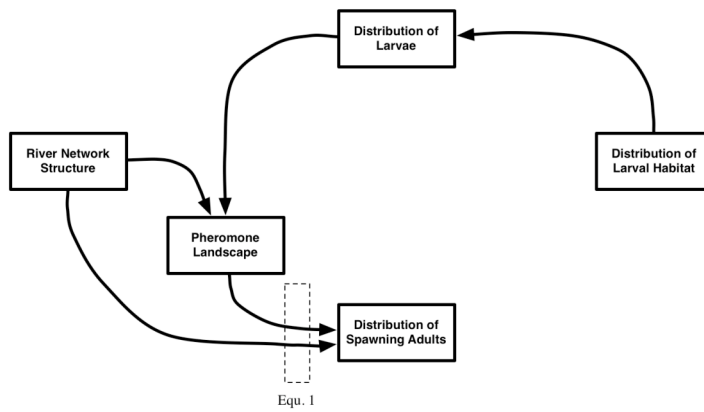 Distribution of
Larvae
River Network
Structure
Distribution of
Larval Habitat
Pheromone
Landscape
Distribution of
Spawning Adults
Equ. 1